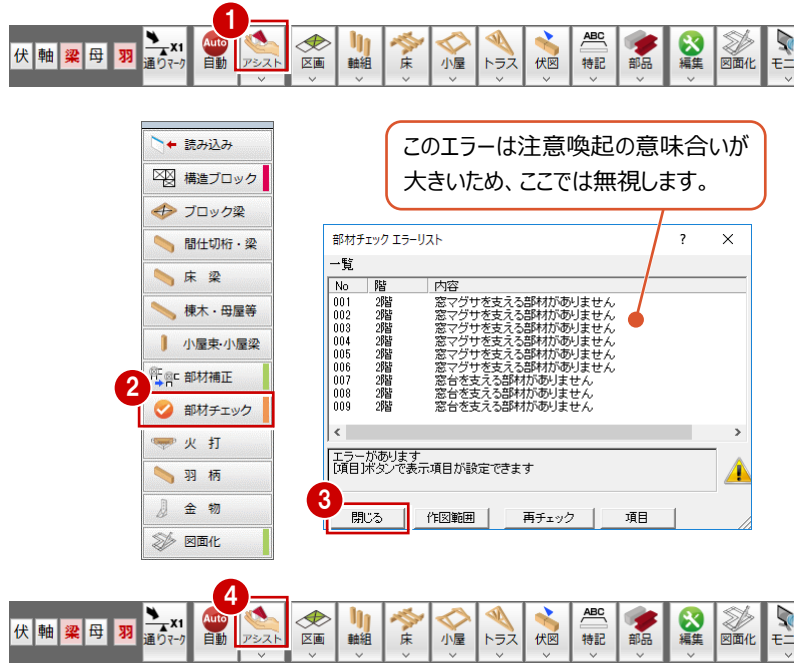 1
伏 軸 梁 母 羽 X1 通りマーク Auto 自動 アシスト 区画 軸組 床 小屋 トラス 伏図 ABC 特記 部品 編集 図面化 モニ
読み込み
構造ブロック
ブロック梁
間仕切桁・梁
床 梁
棟木・母屋等
小屋束・小屋梁
部材補正
2
部材チェック
火 打
羽 柄
金 物
図面化
このエラーは注意喚起の意味合いが
大きいため、ここでは無視します。
部材チェック エラーリスト ? ×
一覧
No 階 内容
001 2階 窓マグサを支える部材がありません
002 2階 窓マグサを支える部材がありません
003 2階 窓マグサを支える部材がありません
004 2階 窓マグサを支える部材がありません
005 2階 窓マグサを支える部材がありません
006 2階 窓マグサを支える部材がありません
007 2階 窓台を支える部材がありません
008 2階 窓台を支える部材がありません
009 2階 窓台を支える部材がありません
エラーがあります
[項目]ボタンで表示項目が設定できます
3
閉じる 作図範囲 再チェック 項目
4
伏 軸 梁 母 羽 X1 通りマーク Auto 自動 アシスト 区画 軸組 床 小屋 トラス 伏図 ABC 特記 部品 編集 図面化 モニ